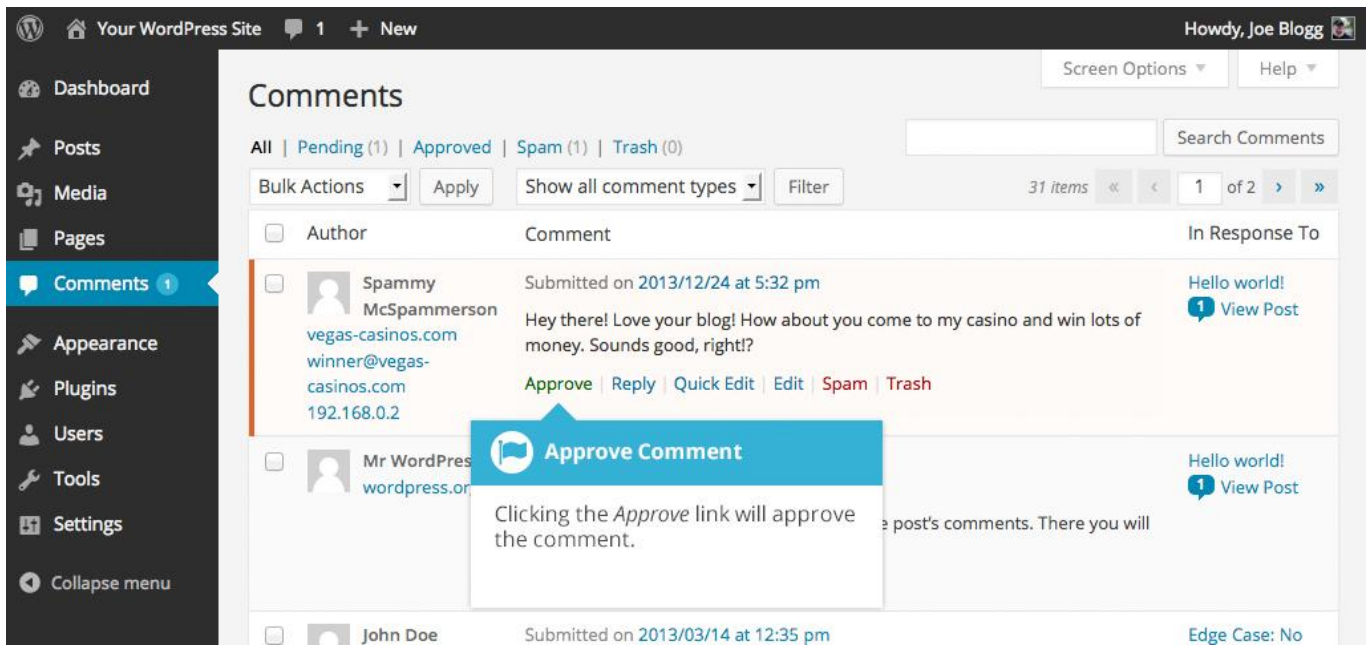 Your WordPress Site 1 + New Howdy, Joe Blogg
Screen Options Help
Dashboard
Posts
Media
Pages
Comments 1
Appearance
Plugins
Users
Tools
Settings
Collapse menu
Comments
All | Pending (1) | Approved | Spam (1) | Trash (0)
Search Comments
Bulk Actions Apply Show all comment types Filter 31 items « ‹ 1 of 2 › »
Author Comment In Response To
Spammy
McSpammerson
vegas-casinos.com
winner@vegas-
casinos.com
192.168.0.2
Submitted on 2013/12/24 at 5:32 pm
Hey there! Love your blog! How about you come to my casino and win lots of
money. Sounds good, right!?
Approve | Reply | Quick Edit | Edit | Spam | Trash
Hello world!
1 View Post
Approve Comment
Clicking the Approve link will approve
the comment.
Mr WordPres
wordpress.or
post's comments. There you will
Hello world!
1 View Post
John Doe Submitted on 2013/03/14 at 12:35 pm Edge Case: No